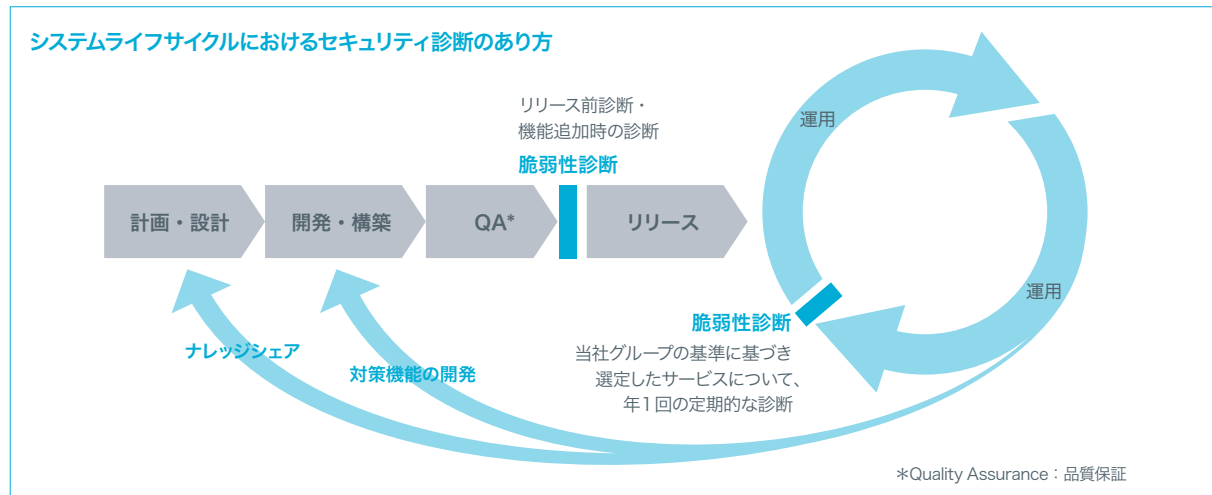 システムライフサイクルにおけるセキュリティ診断のあり方
リリース前診断・
機能追加時の診断
脆弱性診断
計画・設計
開発・構築
QA*
リリース
運用
運用
脆弱性診断
当社グループの基準に基づき
選定したサービスについて、
年1回の定期的な診断
ナレッジシェア
対策機能の開発
*Quality Assurance：品質保証